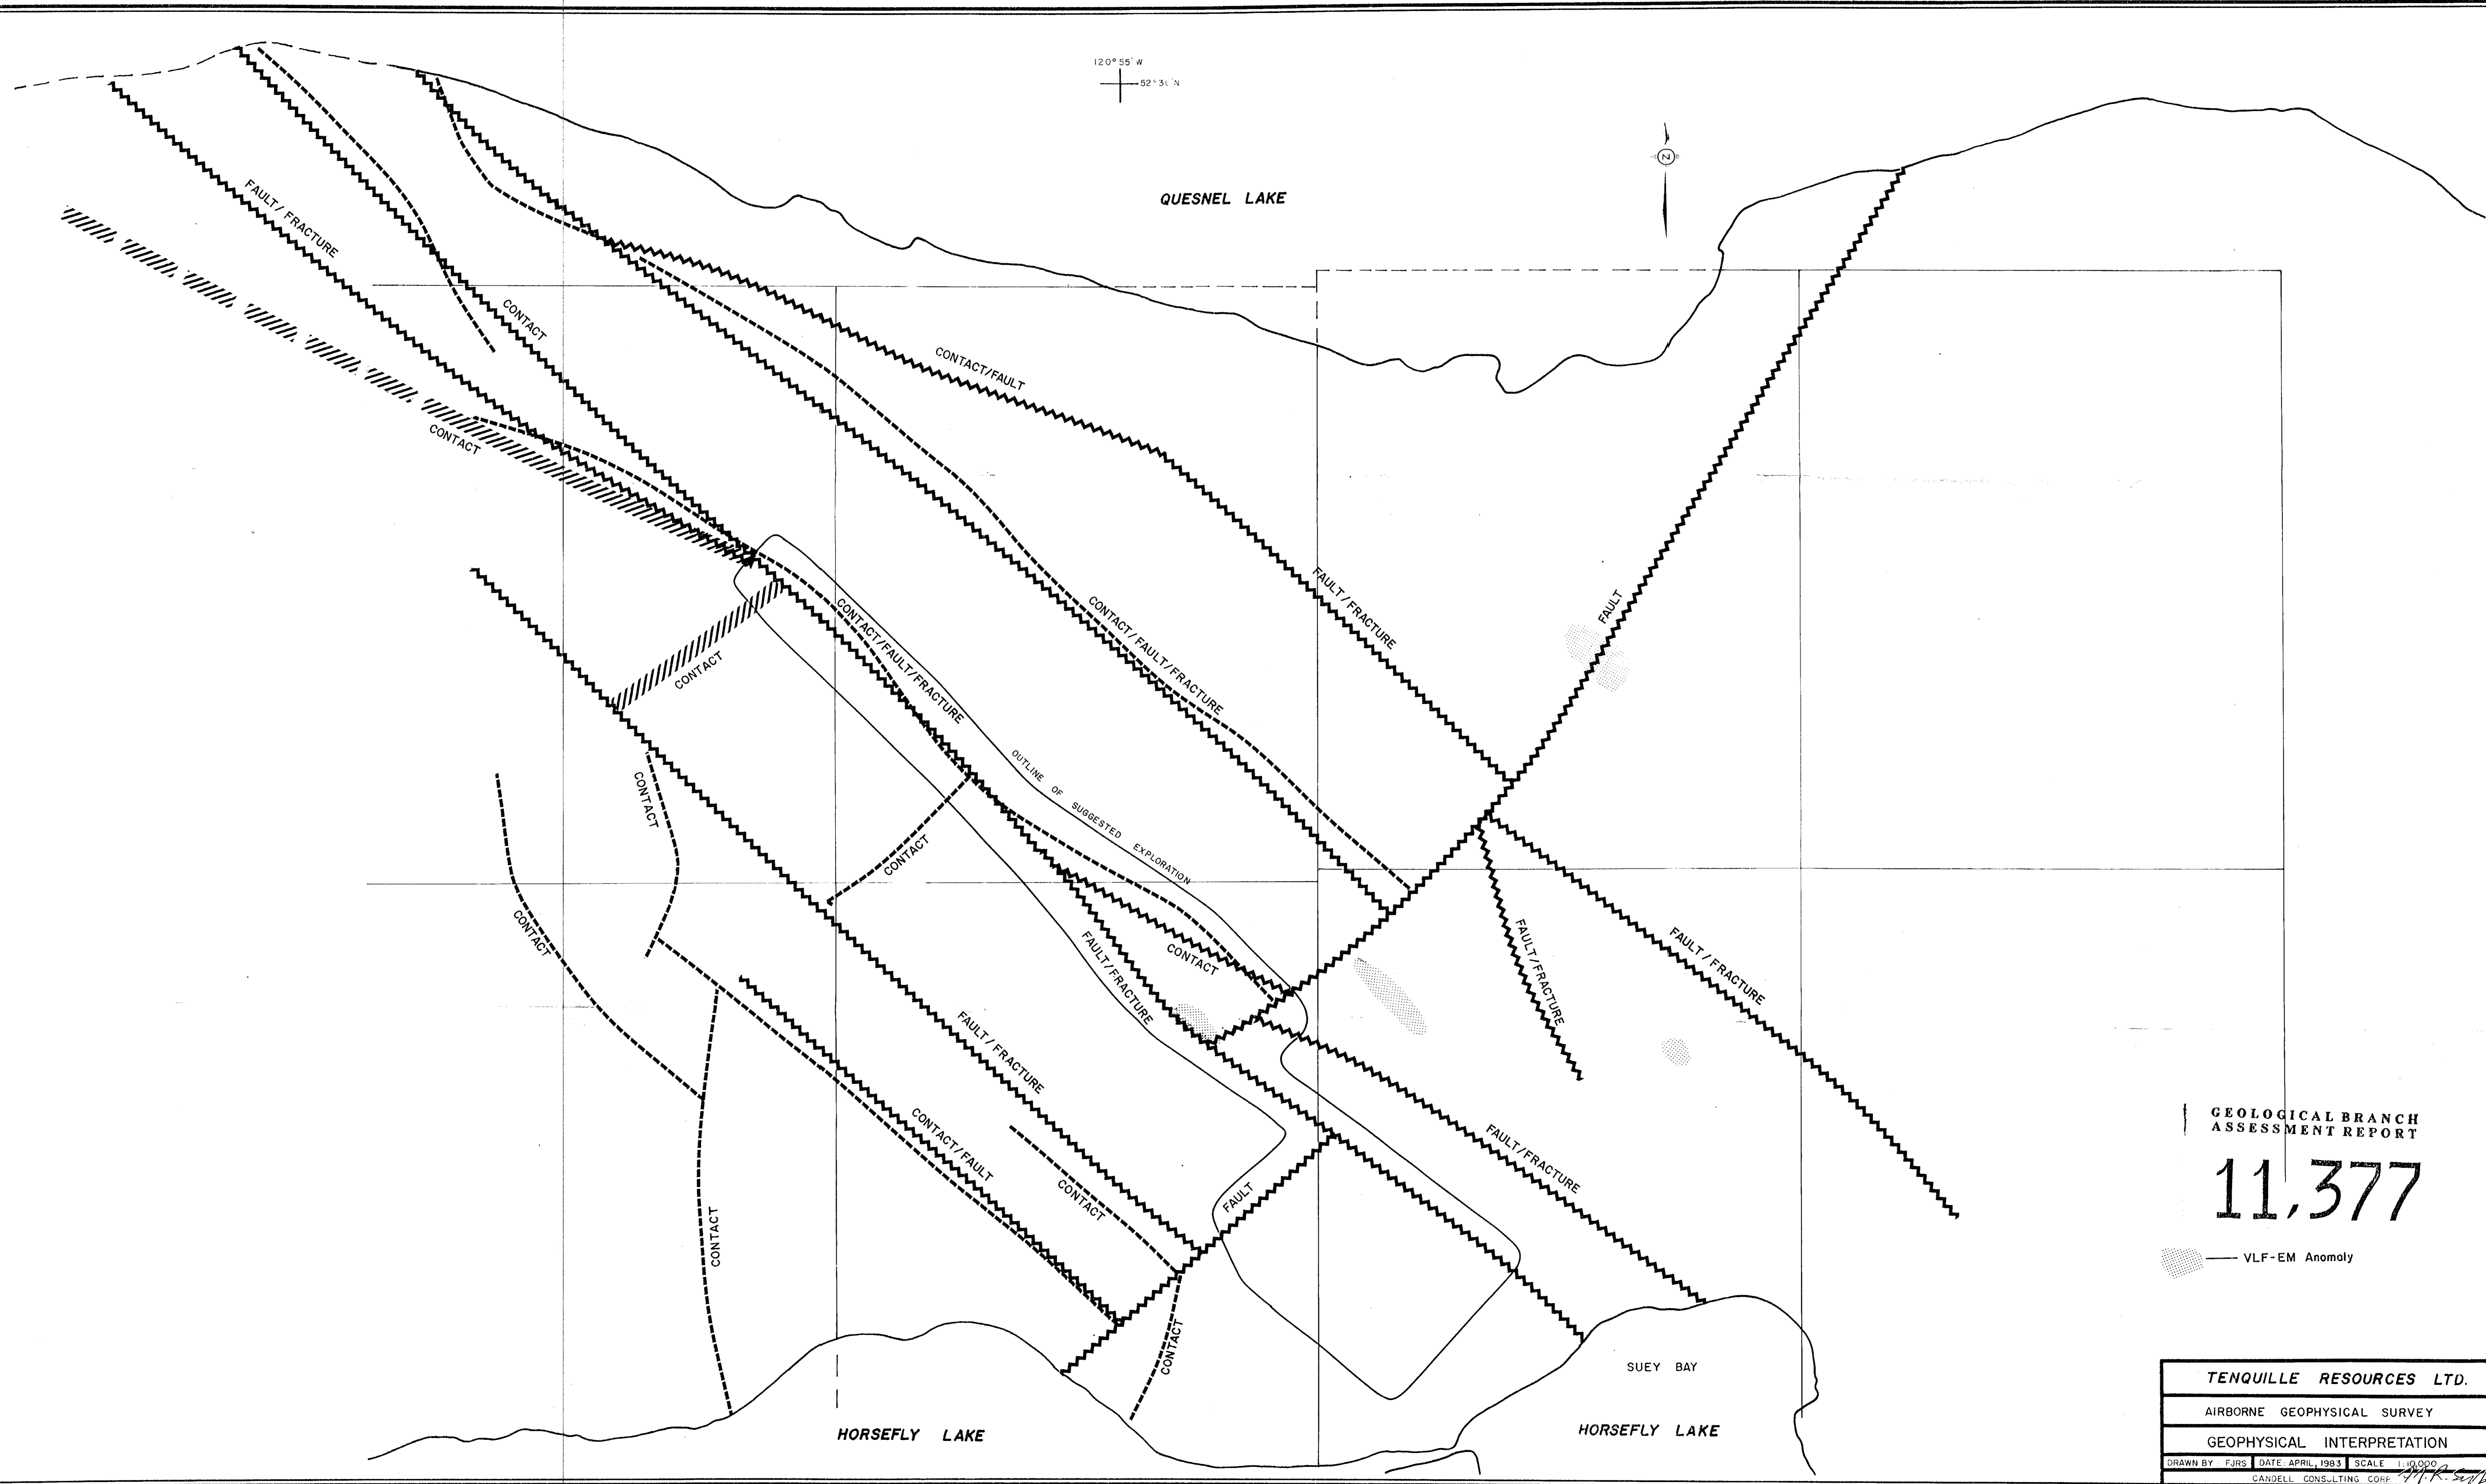 120° 55' W
52° 30' N
N
QUESNEL LAKE
FAULT/FRACTURE
CONTACT
CONTACT/FAULT
CONTACT
FAULT/FRACTURE
FAULT
CONTACT/FAULT/FRACTURE
CONTACT/FAULT/FRACTURE
CONTACT
OUTLINE OF SUGGESTED EXPLORATION
CONTACT
CONTACT
CONTACT
FAULT/FRACTURE
CONTACT
FAULT/FRACTURE
FAULT/FRACTURE
FAULT/FRACTURE
CONTACT/FAULT
CONTACT
FAULT
FAULT/FRACTURE
CONTACT
CONTACT
GEOLOGICAL BRANCH
ASSESSMENT REPORT
11,377
VLF-EM Anomaly
SUEY BAY
HORSEFLY LAKE
HORSEFLY LAKE
TENQUILLE RESOURCES LTD.
AIRBORNE GEOPHYSICAL SURVEY
GEOPHYSICAL INTERPRETATION
DRAWN BY: FJRS DATE: APRIL, 1983 SCALE 1:10,000
CANDELL CONSULTING CORP